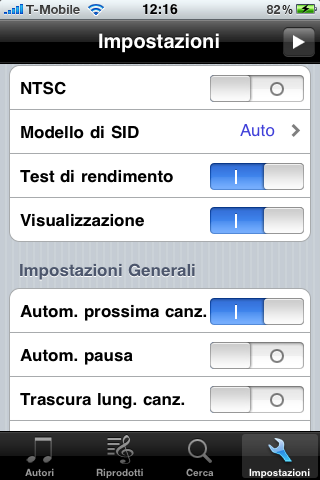 T-Mobile 12:16 82%
Impostazioni
NTSC
Modello di SID Auto
Test di rendimento
Visualizzazione
Impostazioni Generali
Autom. prossima canz.
Autom. pausa
Trascura lung. canz.
Autori Riprodotti Cerca Impostazioni